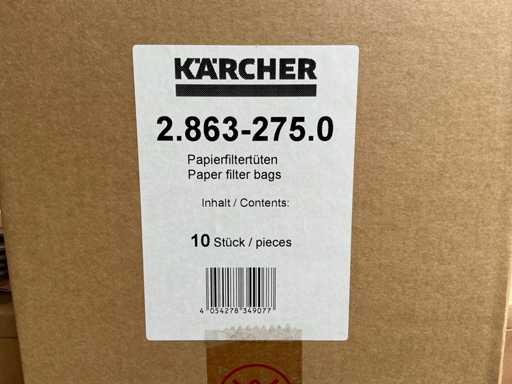 KÄRCHER
2.863-275.0
Papierfiltertüten
Paper filter bags
Inhalt / Contents:
10 Stück / pieces
4 054278 349077